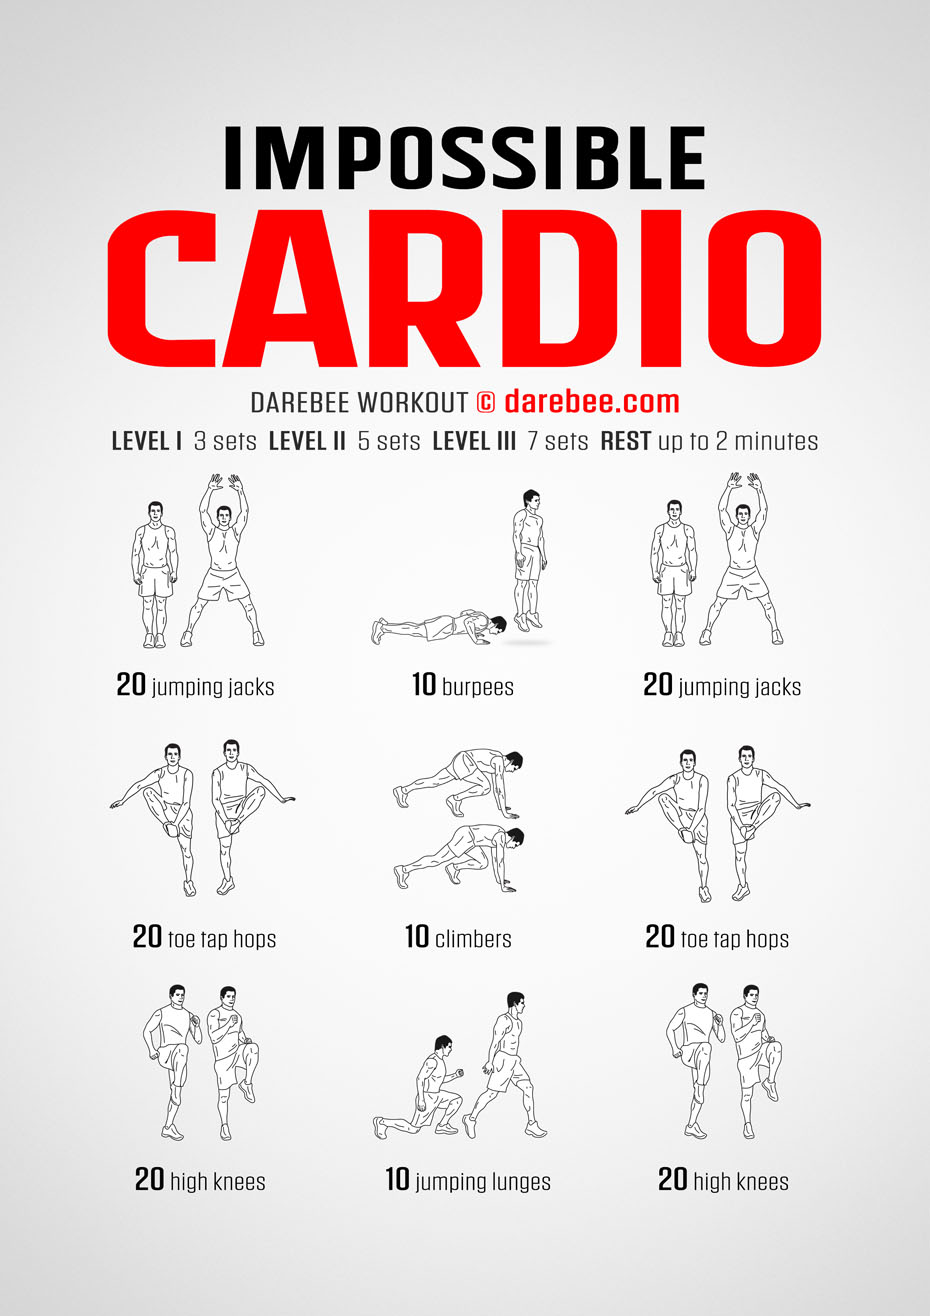 IMPOSSIBLE
CARDIO
DAREBEE WORKOUT © darebee.com
LEVEL I 3 sets LEVEL II 5 sets LEVEL III 7 sets REST up to 2 minutes
20 jumping jacks
10 burpees
20 jumping jacks
20 toe tap hops
10 climbers
20 toe tap hops
20 high knees
10 jumping lunges
20 high knees